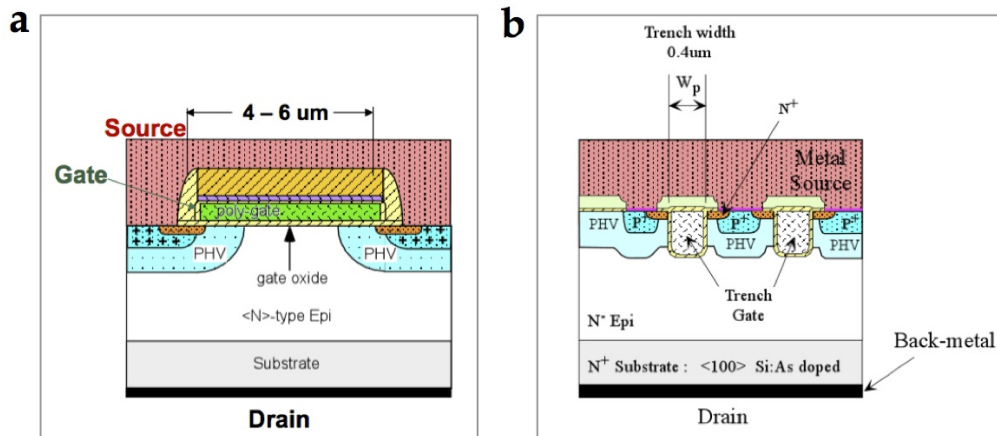 a
4 – 6 um
Source
Gate
poly-gate
PHV
PHV
gate oxide
<N>-type Epi
Substrate
Drain
b
Trench width
0.4um
Wp
N+
Metal
Source
PHV
P+
P+
PHV
P+
PHV
Trench
Gate
N- Epi
N+ Substrate : <100> Si:As doped
Back-metal
Drain